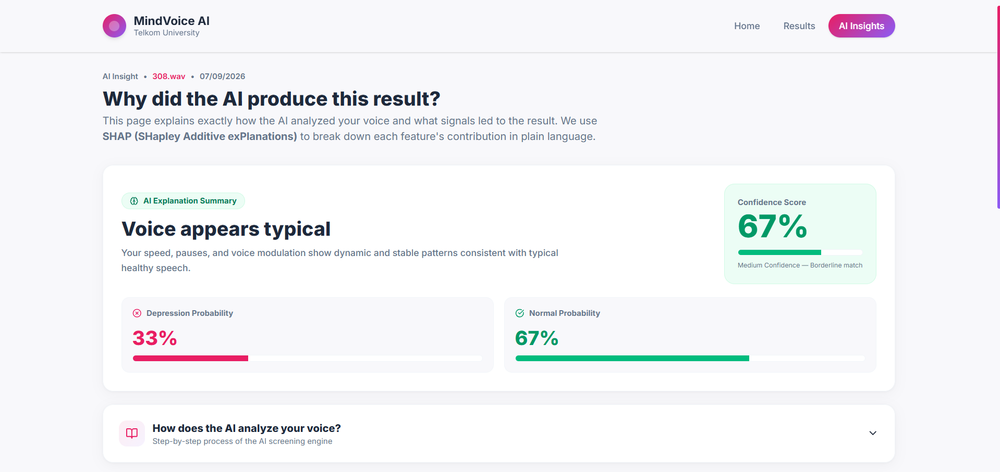 MindVoice AI
Telkom University
Home
Results
AI Insights
AI Insight • 308.wav • 07/09/2026
Why did the AI produce this result?
This page explains exactly how the AI analyzed your voice and what signals led to the result. We use
SHAP (SHapley Additive exPlanations) to break down each feature's contribution in plain language.
AI Explanation Summary
Voice appears typical
Your speed, pauses, and voice modulation show dynamic and stable patterns consistent with typical
healthy speech.
Confidence Score
67%
Medium Confidence — Borderline match
Depression Probability
33%
Normal Probability
67%
How does the AI analyze your voice?
Step-by-step process of the AI screening engine